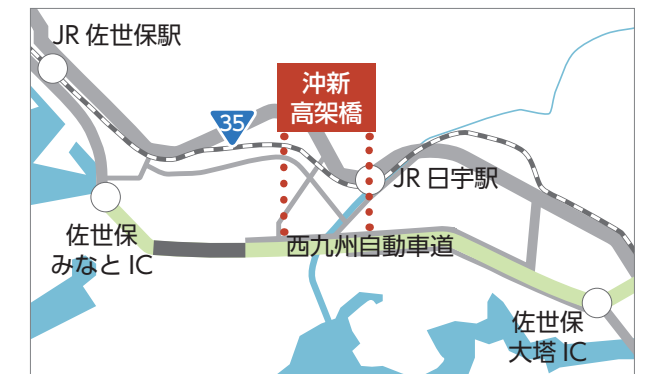 JR 佐世保駅
沖新
高架橋
35
JR 日宇駅
佐世保
みなと IC
西九州自動車道
佐世保
大塔 IC